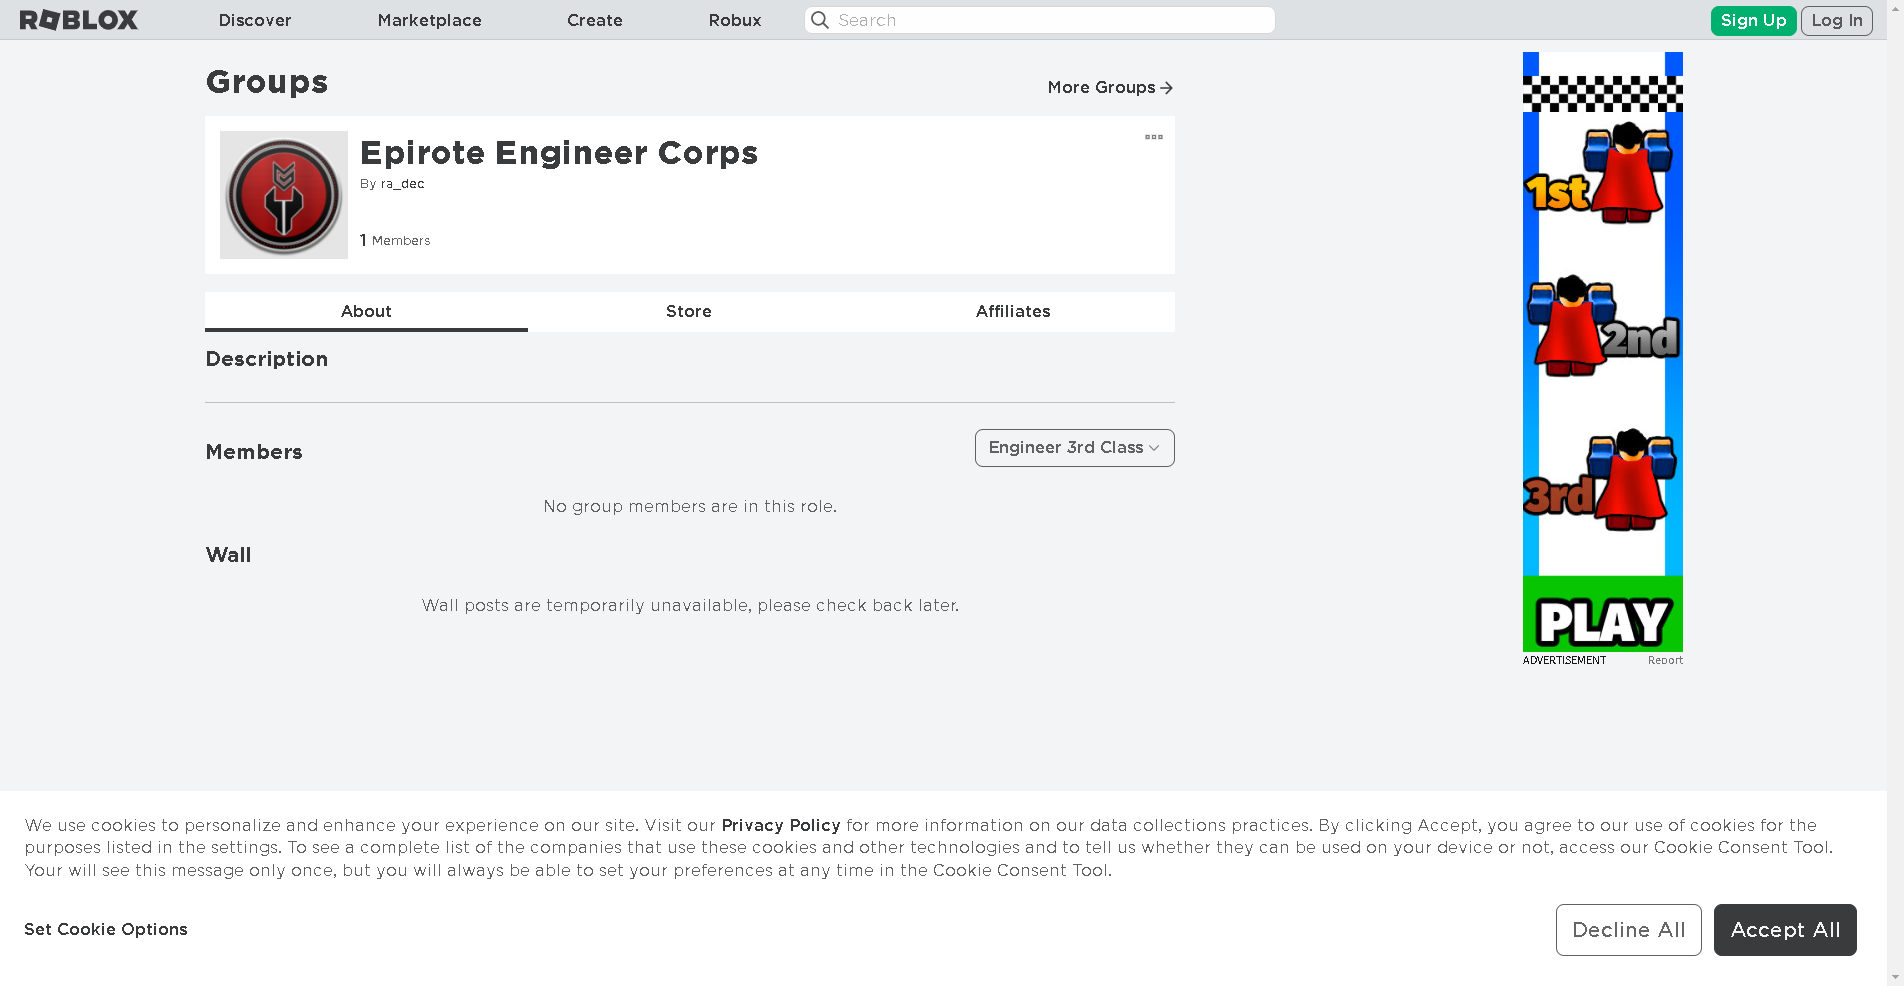 ROBLOX
Discover
Marketplace
Create
Robux
Search
Sign Up
Log In
Groups
More Groups
Epirote Engineer Corps
By ra_dec
1 Members
About
Store
Affiliates
Description
Members
Engineer 3rd Class
No group members are in this role.
Wall
Wall posts are temporarily unavailable, please check back later.
1st
2nd
3rd
PLAY
ADVERTISEMENT
Report
We use cookies to personalize and enhance your experience on our site. Visit our Privacy Policy for more information on our data collections practices. By clicking Accept, you agree to our use of cookies for the
purposes listed in the settings. To see a complete list of the companies that use these cookies and other technologies and to tell us whether they can be used on your device or not, access our Cookie Consent Tool.
Your will see this message only once, but you will always be able to set your preferences at any time in the Cookie Consent Tool.
Set Cookie Options
Decline All
Accept All